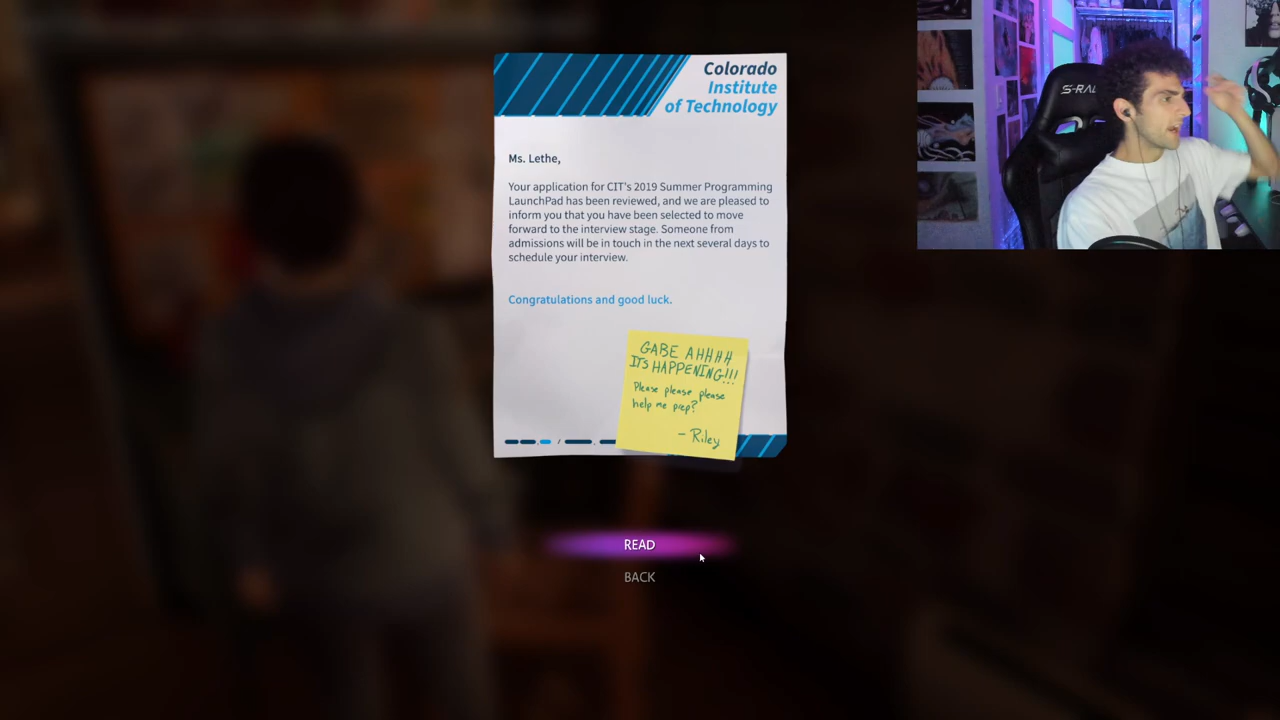 Colorado
Institute
of Technology
Ms. Lethe,
Your application for CIT's 2019 Summer Programming
LaunchPad has been reviewed, and we are pleased to
inform you that you have been selected to move
forward to the interview stage. Someone from
admissions will be in touch in the next several days to
schedule your interview.
Congratulations and good luck.
GABE AHHHH
ITS HAPPENING!!!
Please please please
help me prep?
- Riley
READ
BACK